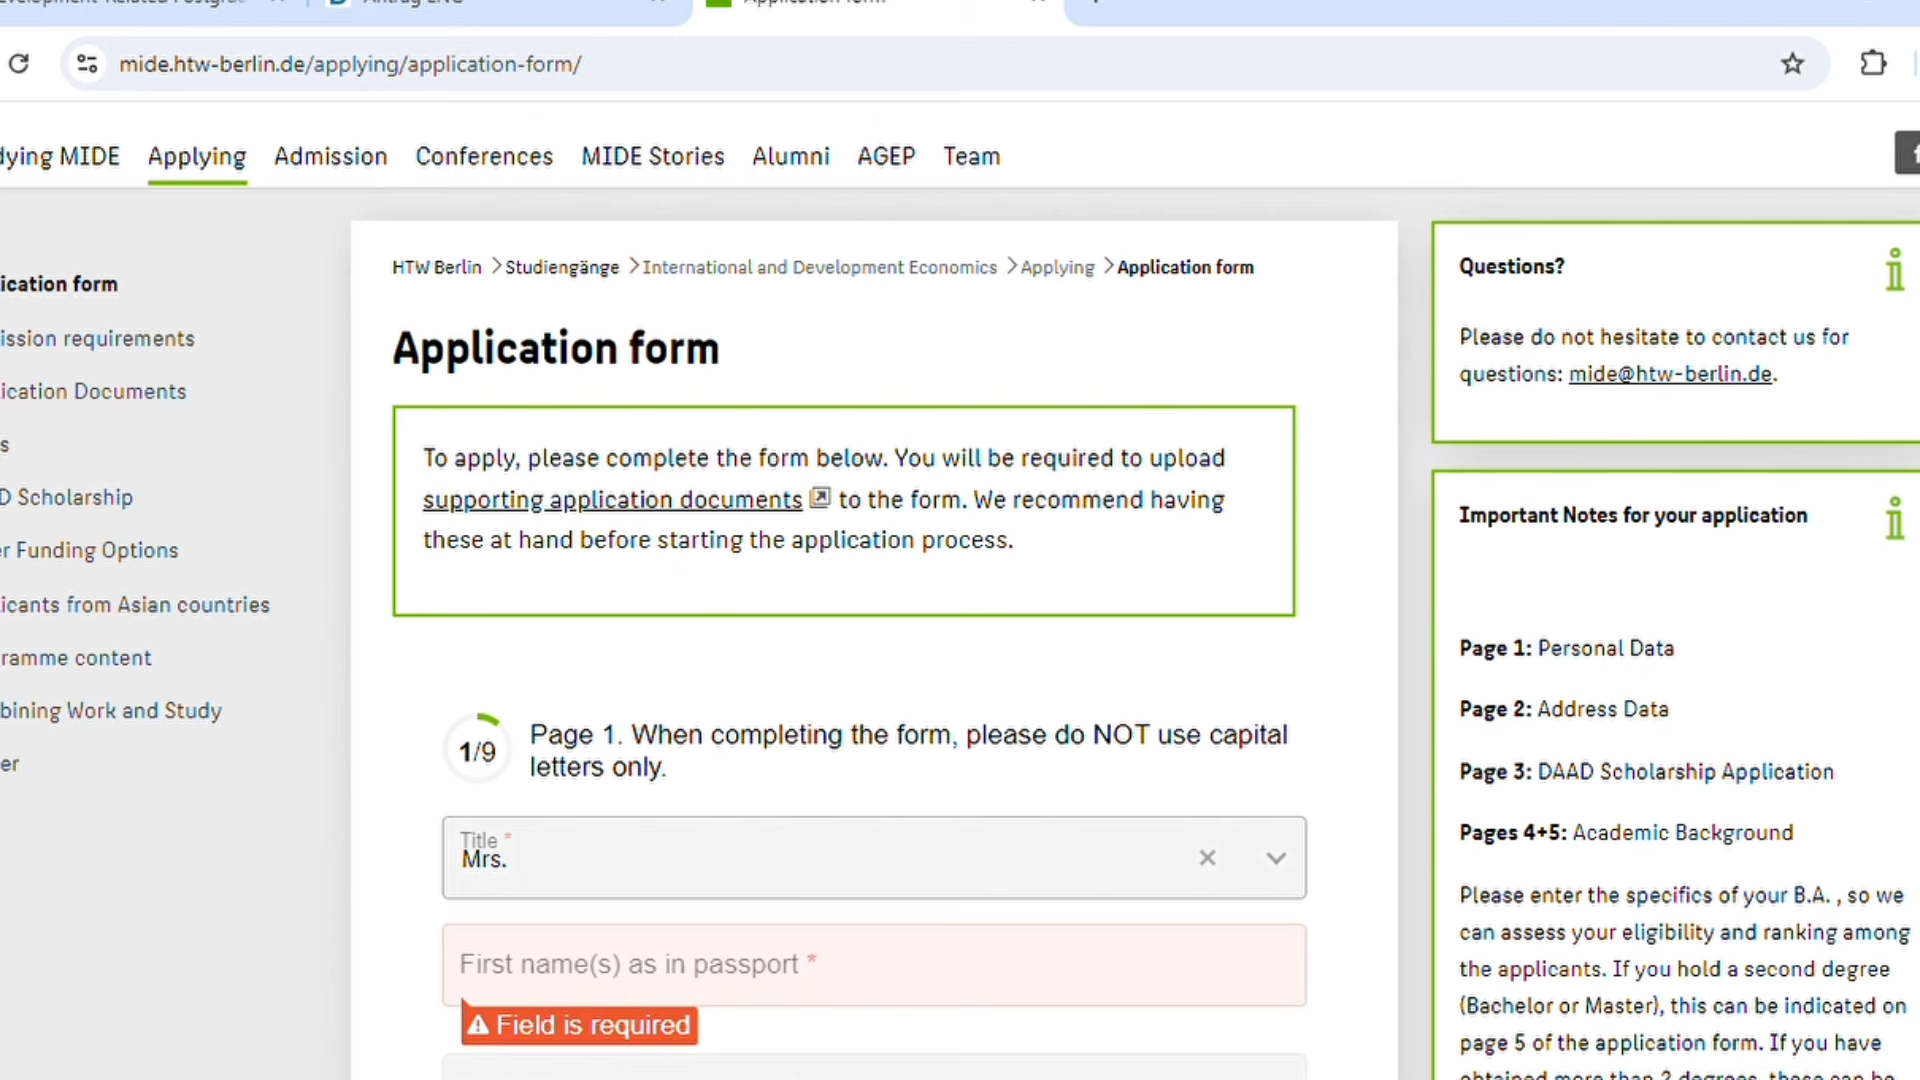 mide.htw-berlin.de/applying/application-form/
MIDE Applying Admission Conferences MIDE Stories Alumni AGEP Team
HTW Berlin > Studiengänge > International and Development Economics > Applying > Application form
form
requirements
Documents
Scholarship
Funding Options
from Asian countries
content
Work and Study
Application form
To apply, please complete the form below. You will be required to upload
supporting application documents to the form. We recommend having
these at hand before starting the application process.
1/9
Page 1. When completing the form, please do NOT use capital
letters only.
Title *
Mrs.
First name(s) as in passport *
Field is required
Questions?
Please do not hesitate to contact us for
questions: mide@htw-berlin.de.
Important Notes for your application
Page 1: Personal Data
Page 2: Address Data
Page 3: DAAD Scholarship Application
Pages 4+5: Academic Background
Please enter the specifics of your B.A. , so we
can assess your eligibility and ranking among
the applicants. If you hold a second degree
(Bachelor or Master), this can be indicated on
page 5 of the application form. If you have